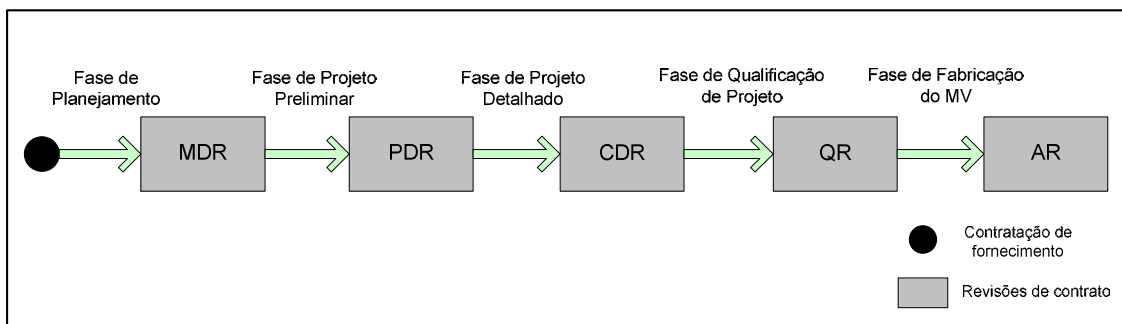 Fase de
Planejamento
Fase de Projeto
Preliminar
Fase de Projeto
Detalhado
Fase de Qualificação
de Projeto
Fase de Fabricação
do MV
MDR
PDR
CDR
QR
AR
Contratação de
fornecimento
Revisões de contrato